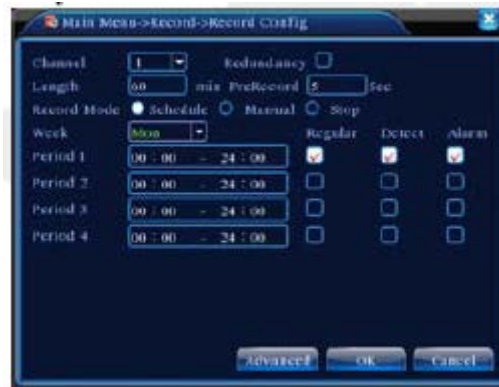 Main Menu->Record->Record Config
Channel 1 Redundancy
Length 60 min PreRecord 5 Sec
Record Mode Schedule Manual Stop
Week Mon Regular Detect Alarm
Period 1 00 : 00 - 24 : 00
Period 2 00 : 00 - 24 : 00
Period 3 00 : 00 - 24 : 00
Period 4 00 : 00 - 24 : 00
Advanced OK Cancel